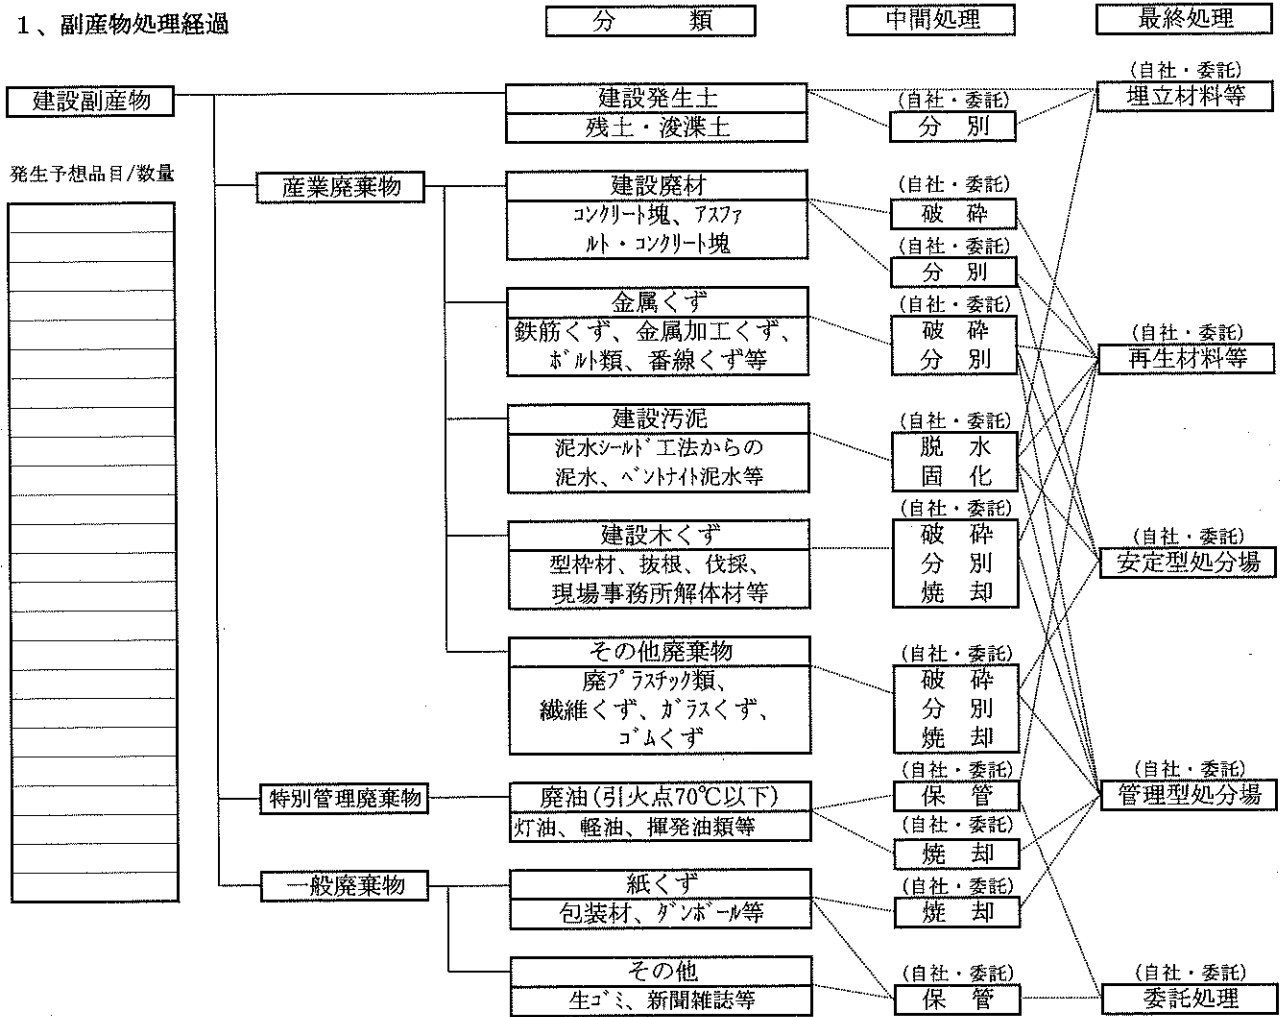 1、副産物処理経過
分　　類
中間処理
最終処理
建設副産物
発生予想品目/数量
建設発生土
残土・浚渫土
(自社・委託)
分　別
(自社・委託)
埋立材料等
産業廃棄物
建設廃材
コンクリート塊、アスファ
ルト・コンクリート塊
(自社・委託)
破　砕
(自社・委託)
分　別
金属くず
鉄筋くず、金属加工くず、
ボルト類、番線くず等
(自社・委託)
破　砕
分　別
(自社・委託)
再生材料等
建設汚泥
泥水シールド工法からの
泥水、ベントナイト泥水等
(自社・委託)
脱　水
固　化
建設木くず
型枠材、抜根、伐採、
現場事務所解体材等
(自社・委託)
破　砕
分　別
焼　却
(自社・委託)
安定型処分場
その他廃棄物
廃プラスチック類、
繊維くず、ガラスくず、
ゴムくず
(自社・委託)
破　砕
分　別
焼　却
特別管理廃棄物
廃油(引火点70℃以下)
灯油、軽油、揮発油類等
(自社・委託)
保　管
(自社・委託)
焼　却
(自社・委託)
管理型処分場
一般廃棄物
紙くず
包装材、ダンボール等
(自社・委託)
焼　却
その他
生ゴミ、新聞雑誌等
(自社・委託)
保　管
(自社・委託)
委託処理